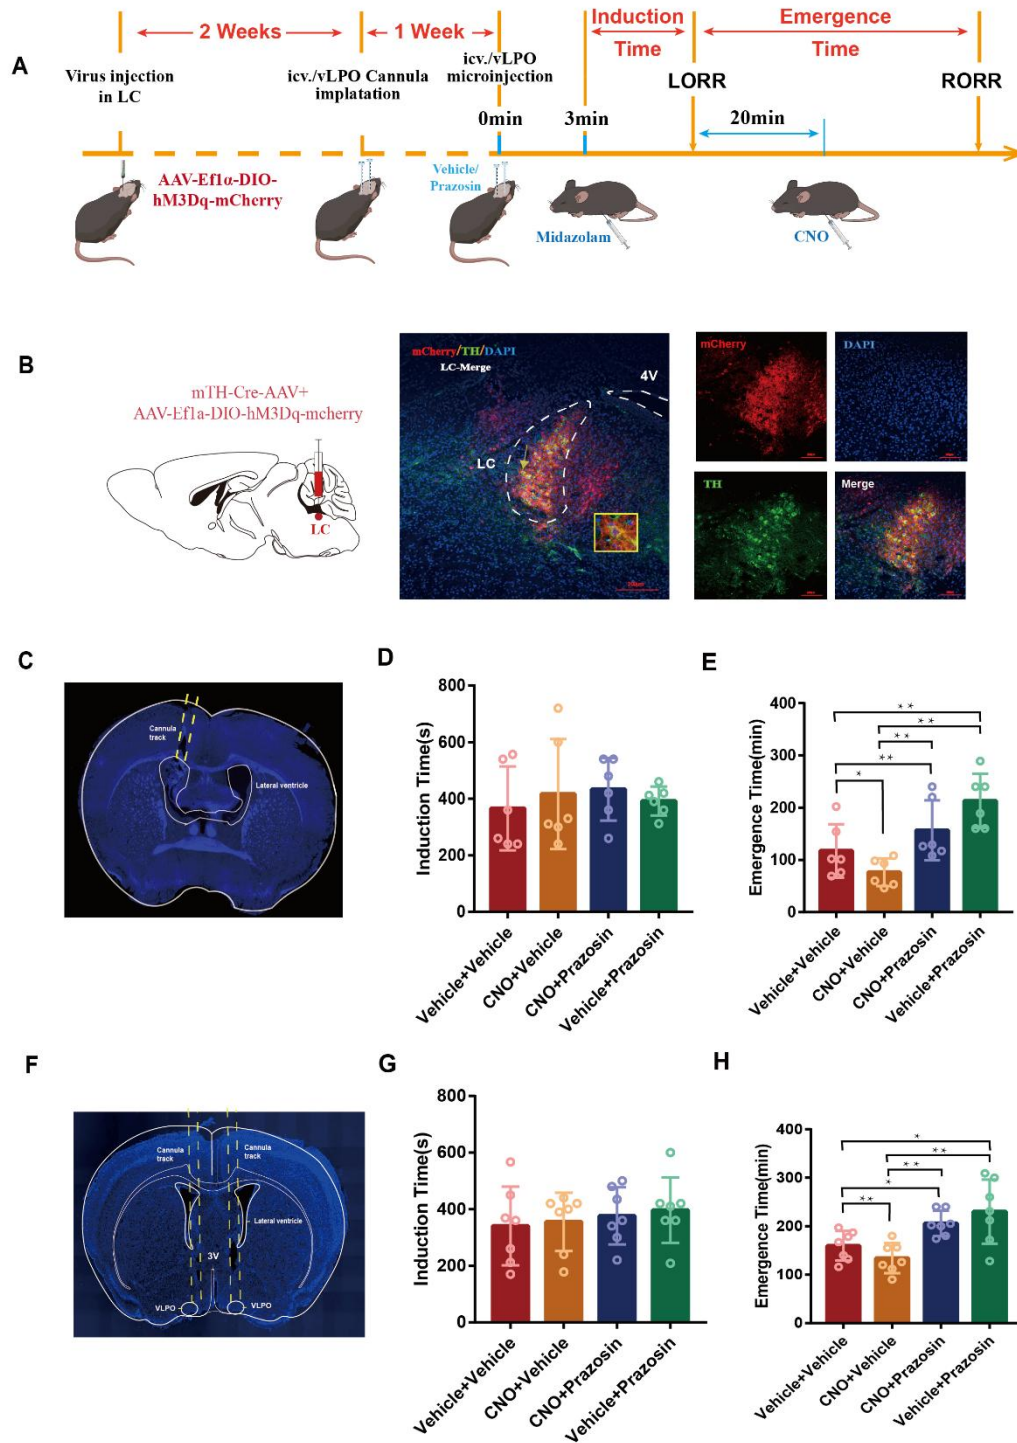 A
2 Weeks
1 Week
Induction
Time
Emergence
Time
Virus injection
in LC
icv./vLPO Cannula
implatation
icv./vLPO
microinjection
LORR
RORR
0min
3min
20min
AAV-Ef1α-DIO-
hM3Dq-mCherry
Vehicle/
Prazosin
Midazolam
CNO
B
mTH-Cre-AAV+
AAV-Ef1a-DIO-hM3Dq-mcherry
LC
mCherry/TH/DAPI
LC-Merge
4V
LC
mCherry
DAPI
TH
Merge
C
Cannula
track
Lateral ventricle
D
Induction Time(s)
800
600
400
200
0
Vehicle+Vehicle
CNO+Vehicle
CNO+Prazosin
Vehicle+Prazosin
E
Emergence Time(min)
400
300
200
100
0
**
**
**
**
*
Vehicle+Vehicle
CNO+Vehicle
CNO+Prazosin
Vehicle+Prazosin
F
Cannula
track
Cannula
track
Lateral ventricle
3V
VLPO
VLPO
G
Induction Time(s)
800
600
400
200
0
Vehicle+Vehicle
CNO+Vehicle
CNO+Prazosin
Vehicle+Prazosin
H
Emergence Time(min)
400
300
200
100
0
*
**
**
*
**
Vehicle+Vehicle
CNO+Vehicle
CNO+Prazosin
Vehicle+Prazosin